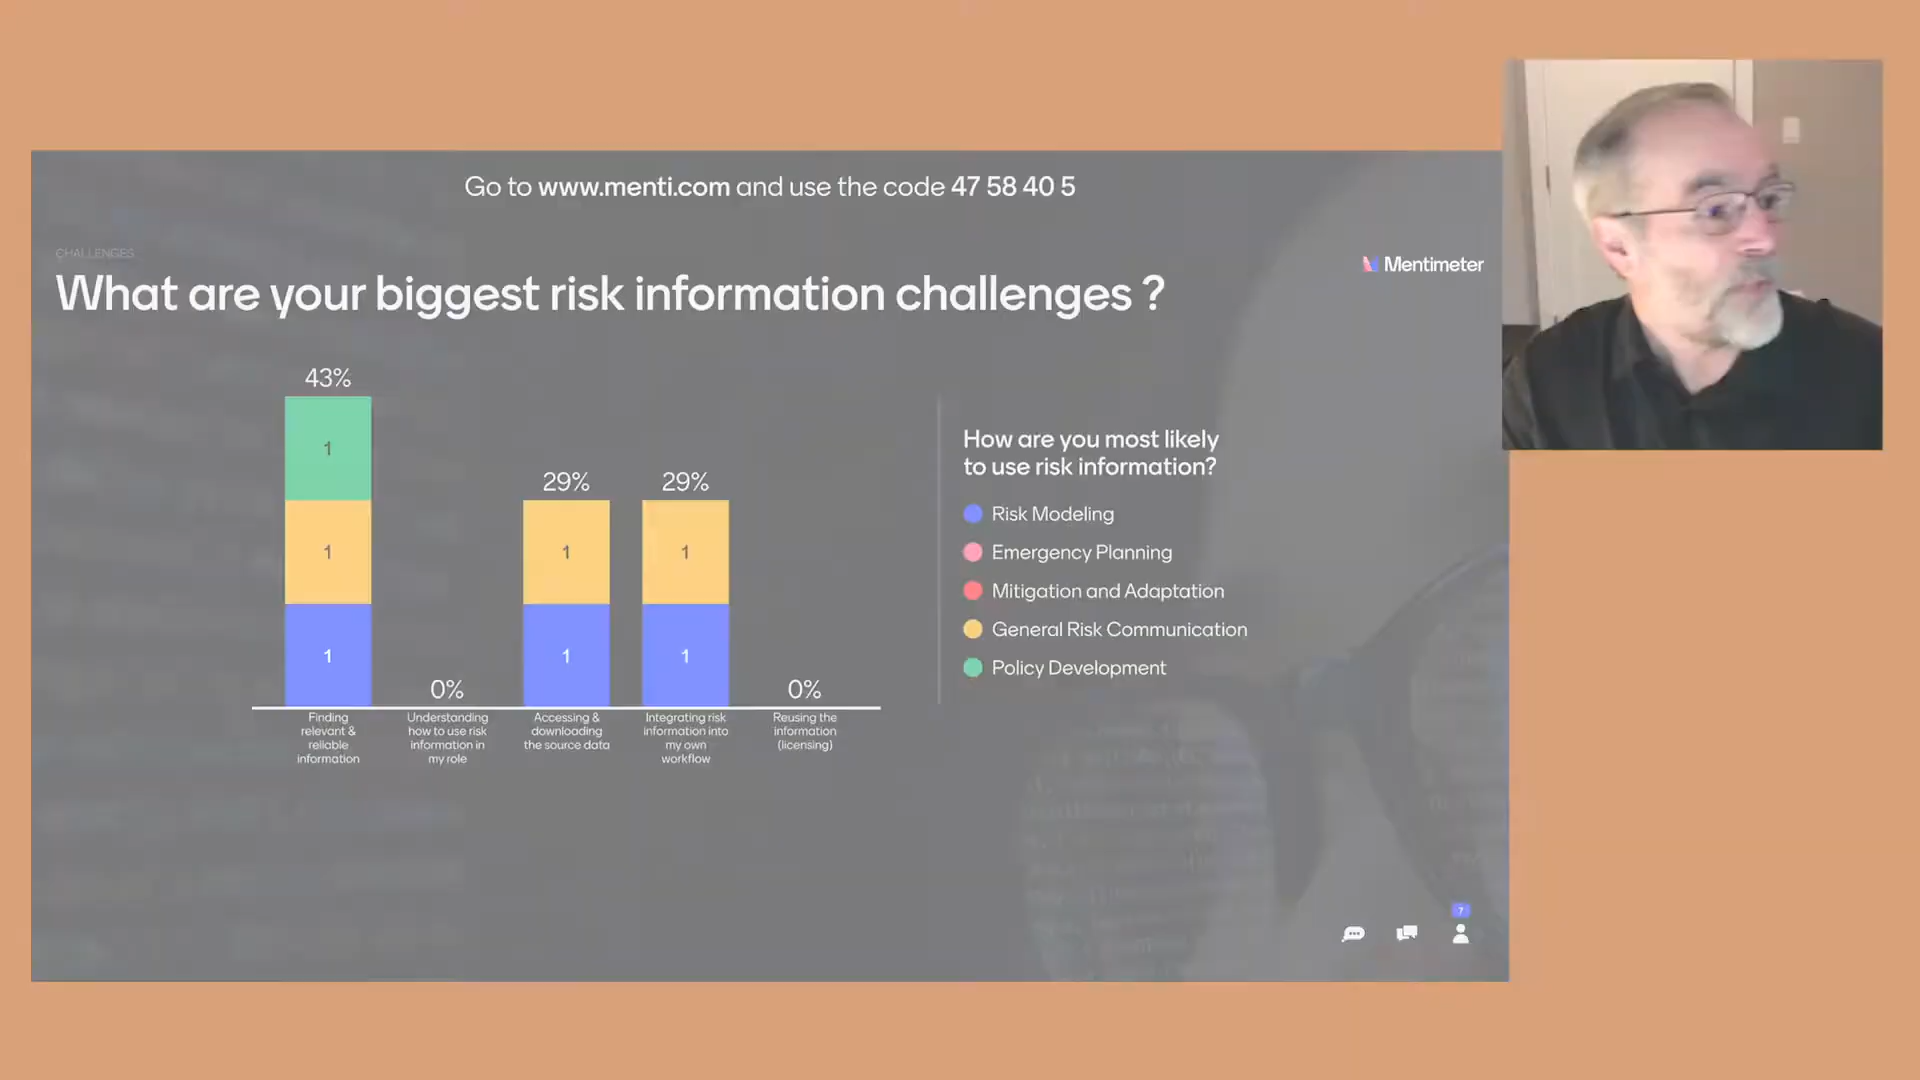 Go to www.menti.com and use the code 47 58 40 5
CHALLENGES
Mentimeter
What are your biggest risk information challenges ?
43%
1
1
1
0%
29%
1
1
29%
1
1
0%
Finding
relevant &
reliable
information
Understanding
how to use risk
information in
my role
Accessing &
downloading
the source data
Integrating risk
information into
my own
workflow
Reusing the
information
(licensing)
How are you most likely
to use risk information?
Risk Modeling
Emergency Planning
Mitigation and Adaptation
General Risk Communication
Policy Development
7